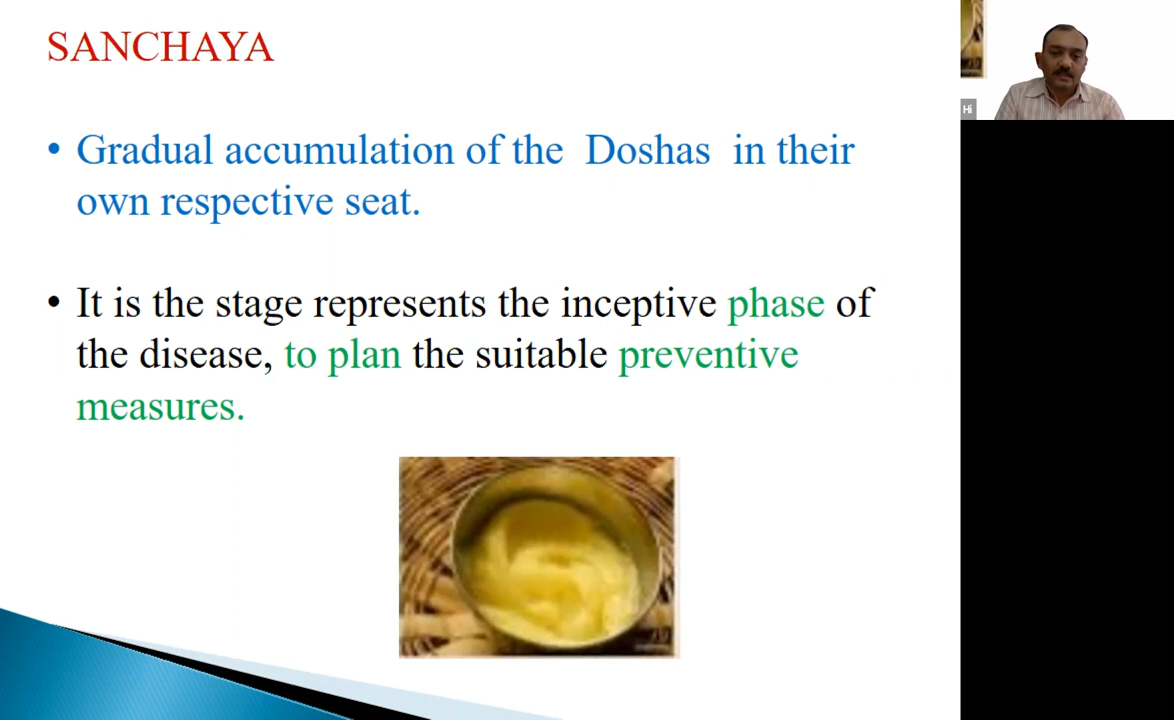 SANCHAYA
• Gradual accumulation of the Doshas in their
own respective seat.
• It is the stage represents the inceptive phase of
the disease, to plan the suitable preventive
measures.
Hi